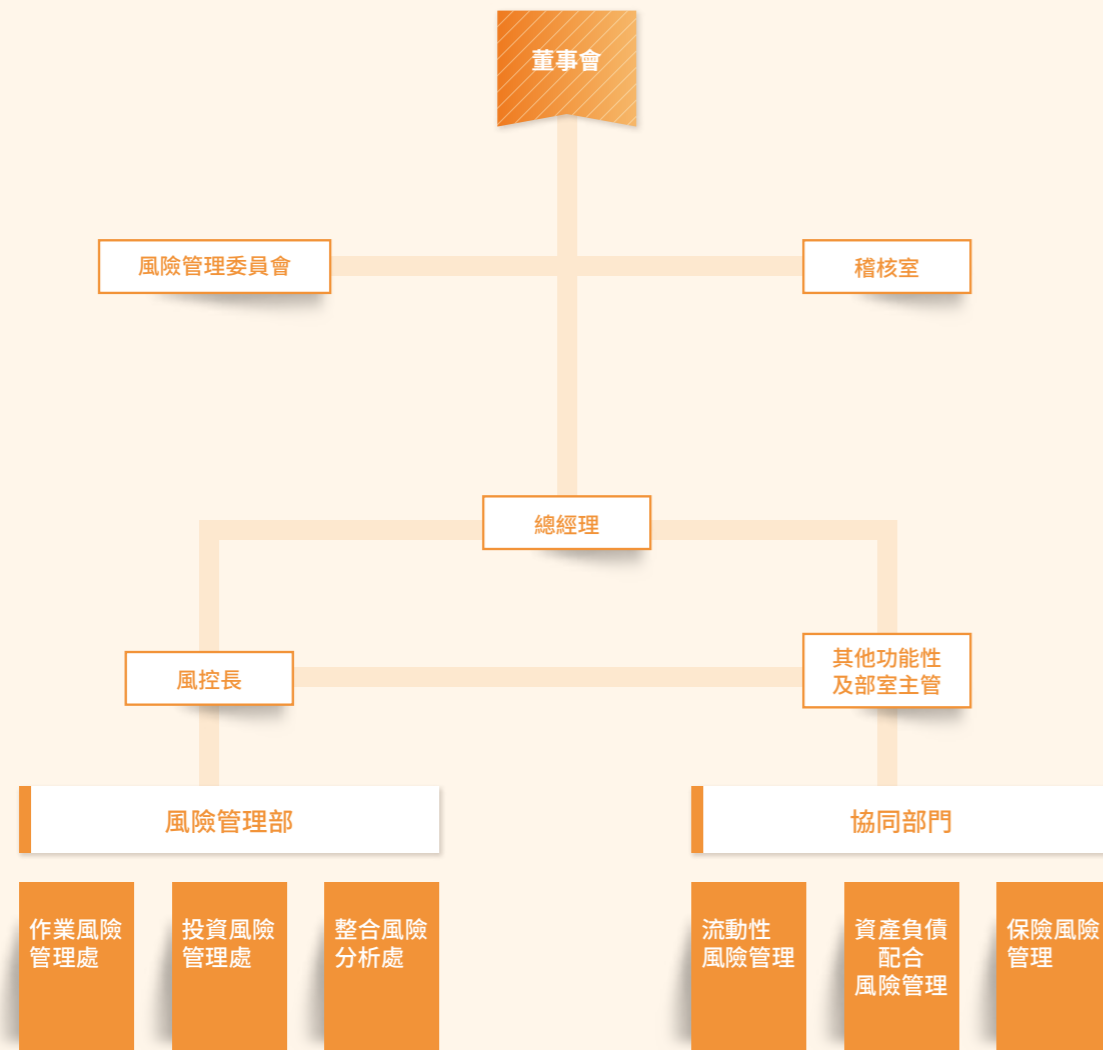 董事會
風險管理委員會
稽核室
總經理
風控長
其他功能性
及部室主管
風險管理部
協同部門
作業風險
管理處
投資風險
管理處
整合風險
分析處
流動性
風險管理
資產負債
配合
風險管理
保險風險
管理